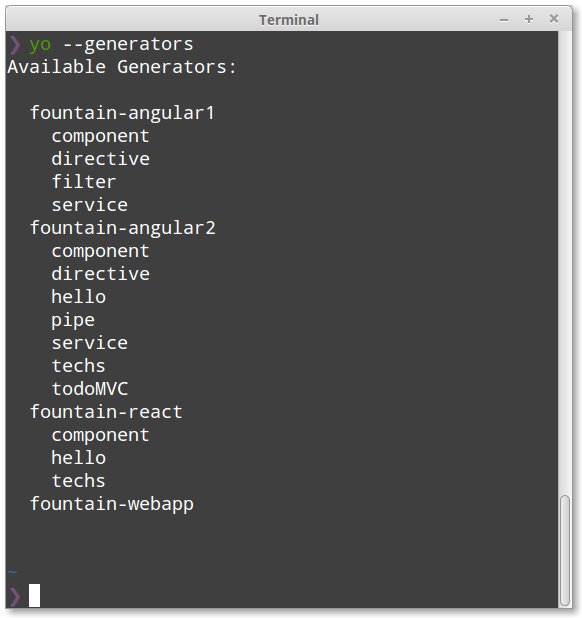 Terminal
❯ yo --generators
Available Generators:
fountain-angular1
component
directive
filter
service
fountain-angular2
component
directive
hello
pipe
service
techs
todoMVC
fountain-react
component
hello
techs
fountain-webapp
~
❯